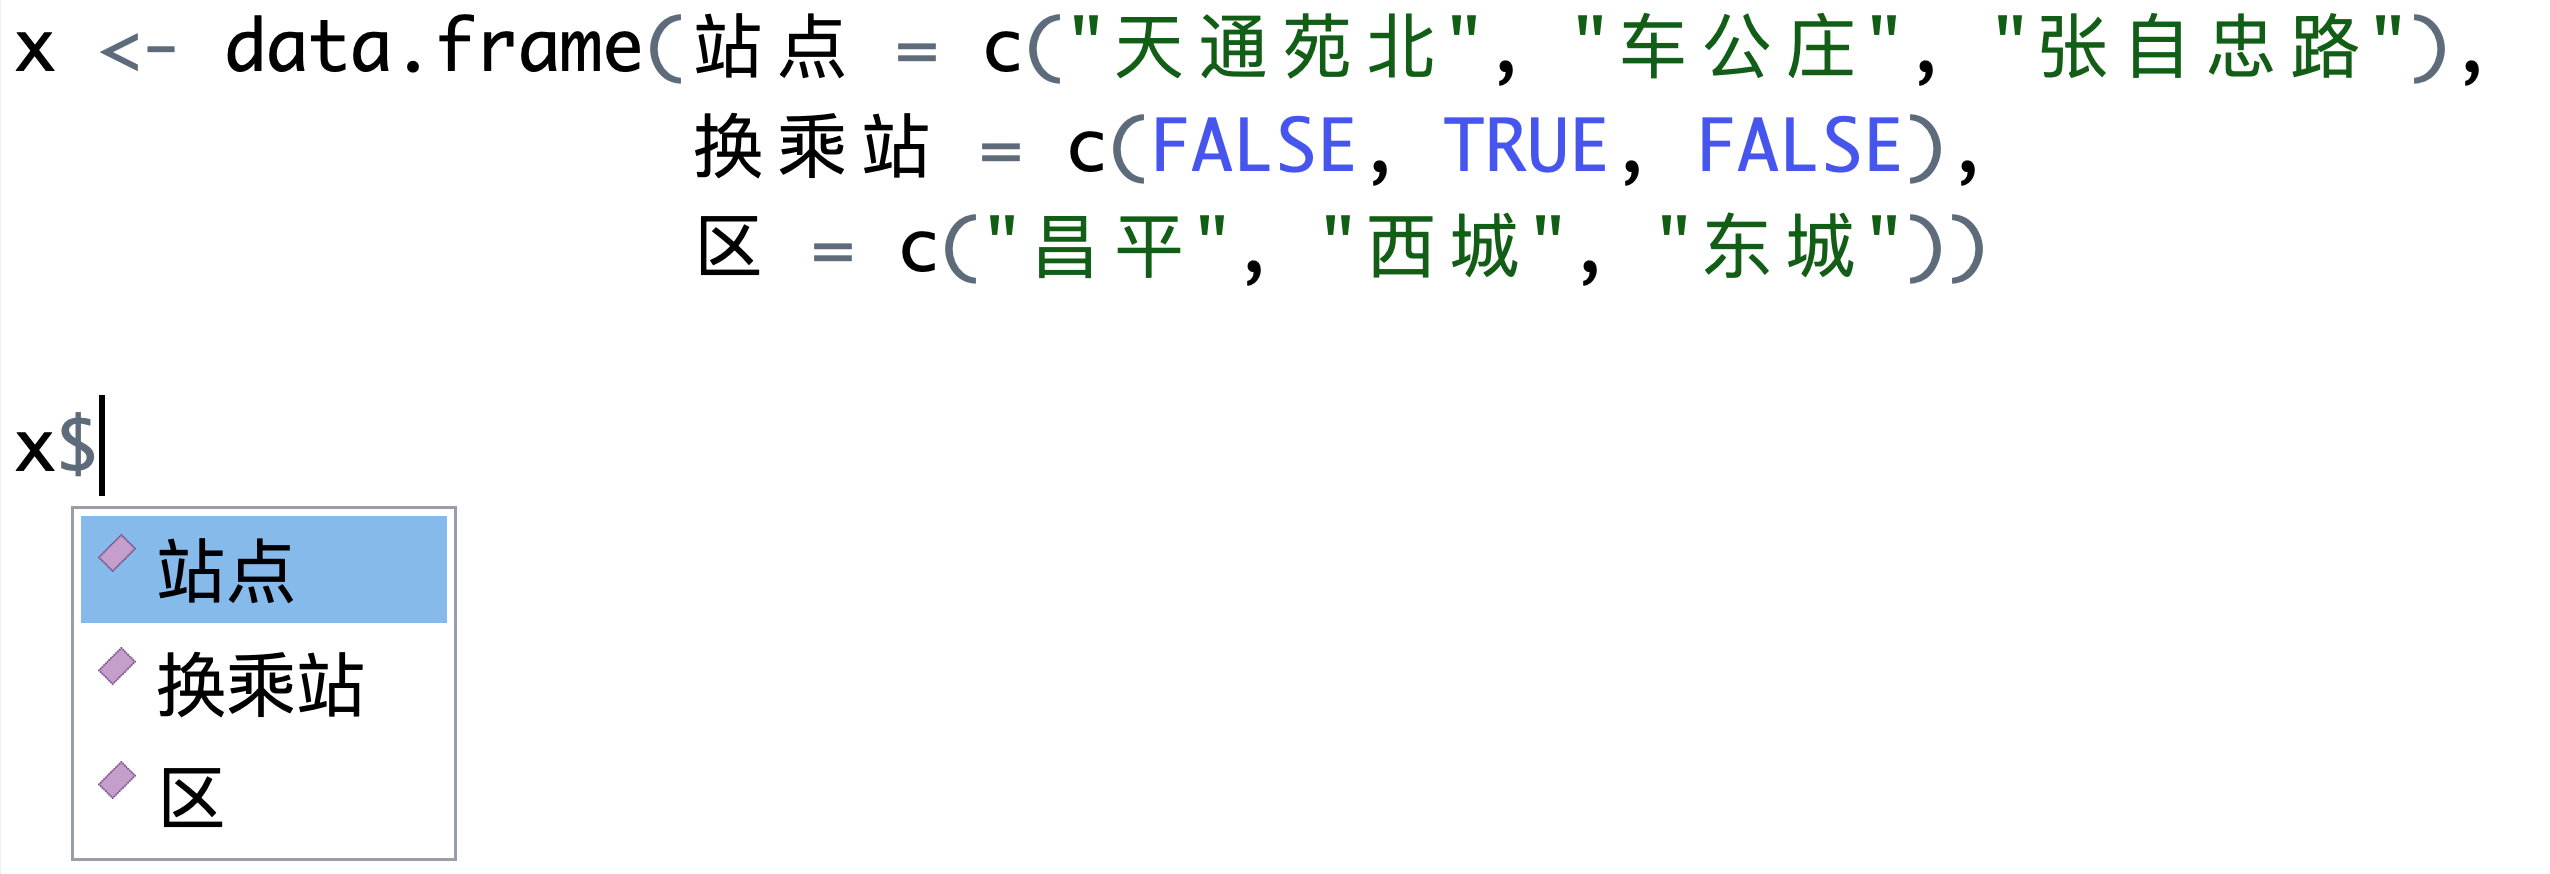 x <- data.frame(站点 = c("天通苑北", "车公庄", "张自忠路"),
换乘站 = c(FALSE, TRUE, FALSE),
区 = c("昌平", "西城", "东城"))
x$
站点
换乘站
区